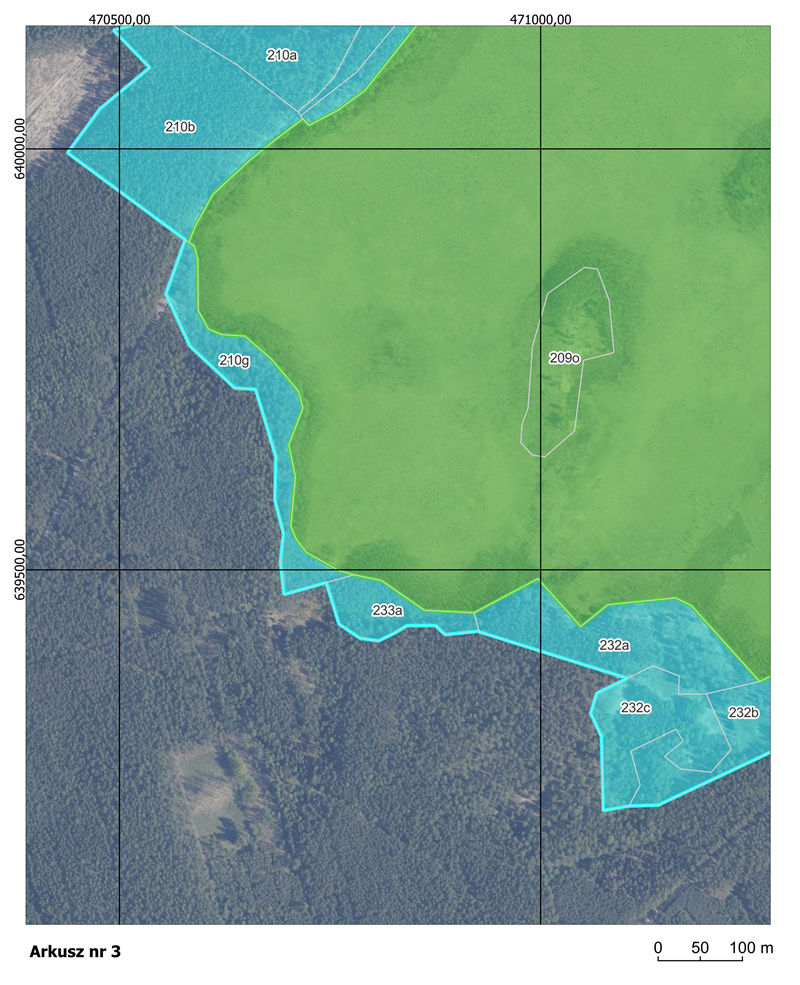 470500,00
471000,00
210a
210b
640000,00
209o
210g
639500,00
233a
232a
232c
232b
Arkusz nr 3
0 50 100 m